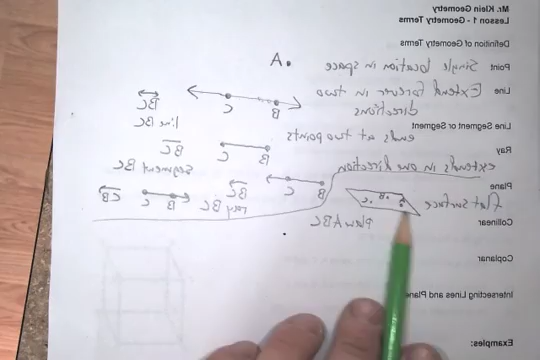 Mr. Klein Geometry
Lesson 1 - Geometry Terms
Definition of Geometry Terms
Point Single location in space A
Line Extend forever in two directions B C BC
line BC
Line Segment or Segment
ends at two points B C BC
segment BC
Ray
extends in one direction B C BC
ray BC B C CB
Plane
flat surface A B C
plane ABC
Collinear
Coplanar
Intersecting Lines and Plane
Examples: